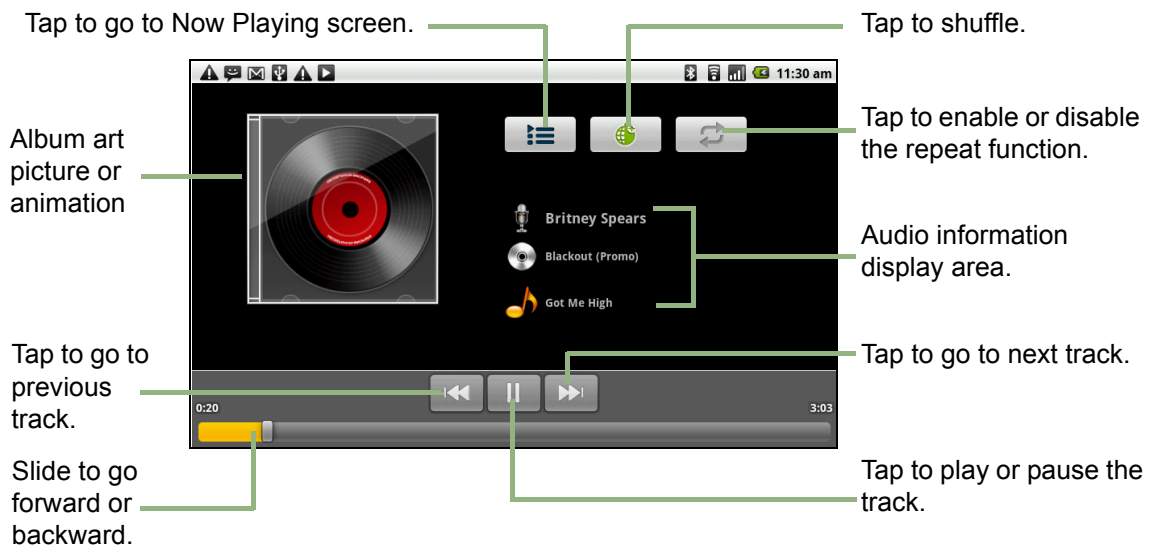 Tap to go to Now Playing screen.
Tap to shuffle.
11:30 am
Album art
picture or
animation
Tap to enable or disable
the repeat function.
Britney Spears
Blackout (Promo)
Got Me High
Audio information
display area.
Tap to go to
previous
track.
Tap to go to next track.
0:20
3:03
Slide to go
forward or
backward.
Tap to play or pause the
track.